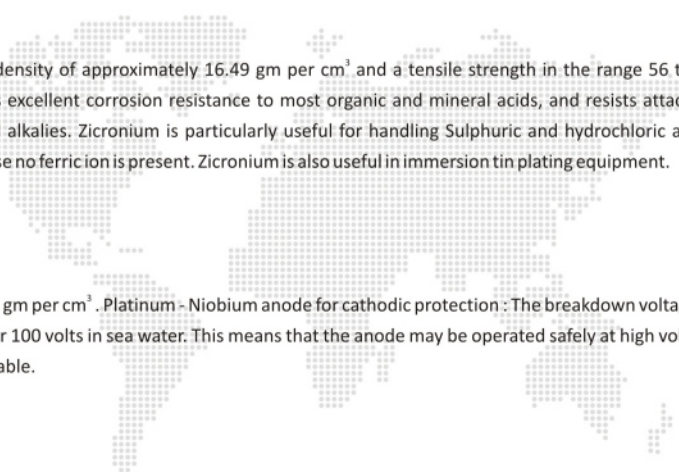 density of approximately 16.49 gm per cm³ and a tensile strength in the range 56 t
excellent corrosion resistance to most organic and mineral acids, and resists attac
alkalies. Zicronium is particularly useful for handling Sulphuric and hydrochloric a
se no ferric ion is present. Zicronium is also useful in immersion tin plating equipment.
gm per cm³. Platinum - Niobium anode for cathodic protection : The breakdown volta
r 100 volts in sea water. This means that the anode may be operated safely at high vol
able.